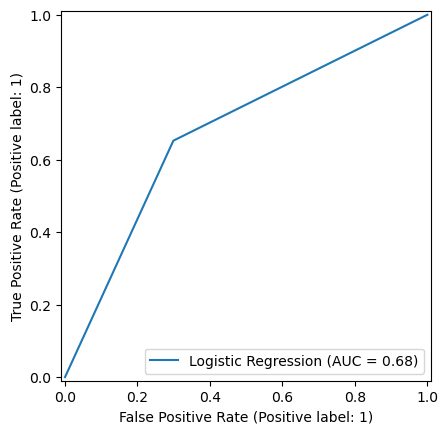 1.0
0.8
0.6
0.4
0.2
0.0
True Positive Rate (Positive label: 1)
Logistic Regression (AUC = 0.68)
0.0 0.2 0.4 0.6 0.8 1.0
False Positive Rate (Positive label: 1)